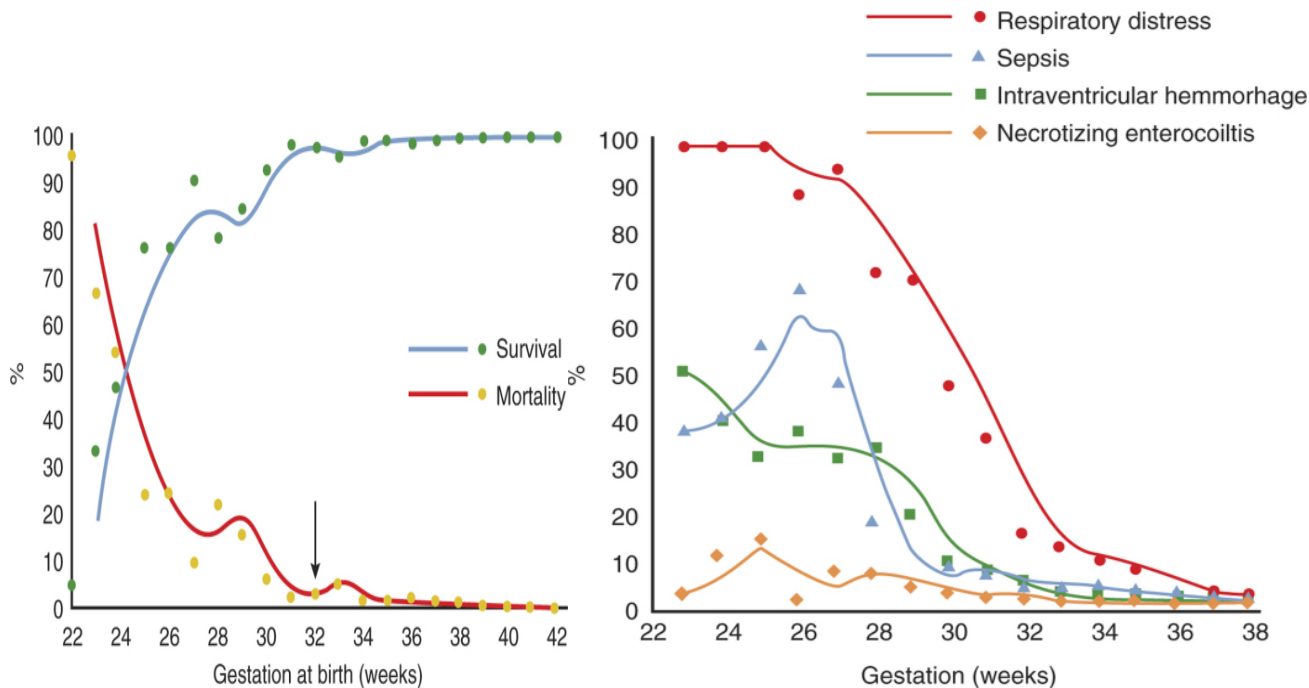 100
90
80
70
60
50
40
30
20
10
0
%
22 24 26 28 30 32 34 36 38 40 42
Gestation at birth (weeks)
Survival
Mortality
Respiratory distress
Sepsis
Intraventricular hemmorhage
Necrotizing enterocoiltis
100
90
80
70
60
50
40
30
20
10
0
%
22 24 26 28 30 32 34 36 38
Gestation (weeks)